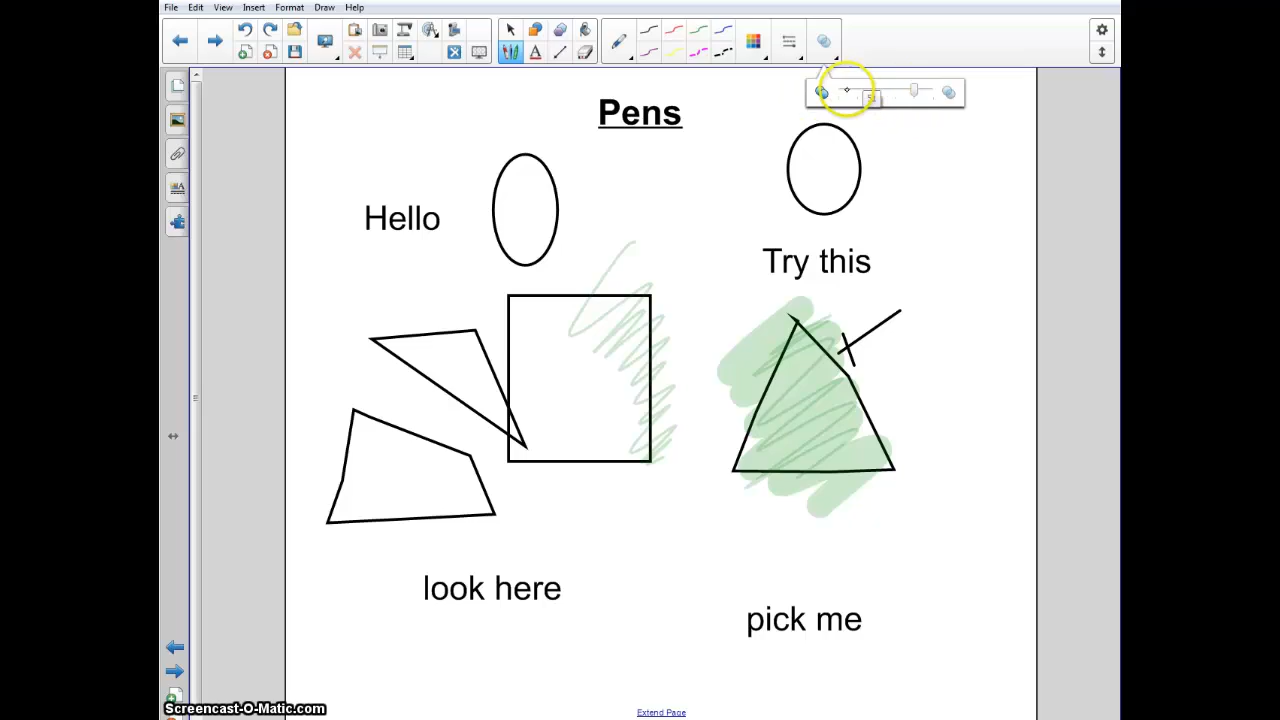 File Edit View Insert Format Draw Help
Pens
Hello
Try this
look here
pick me
Extend Page
Screencast-O-Matic.com